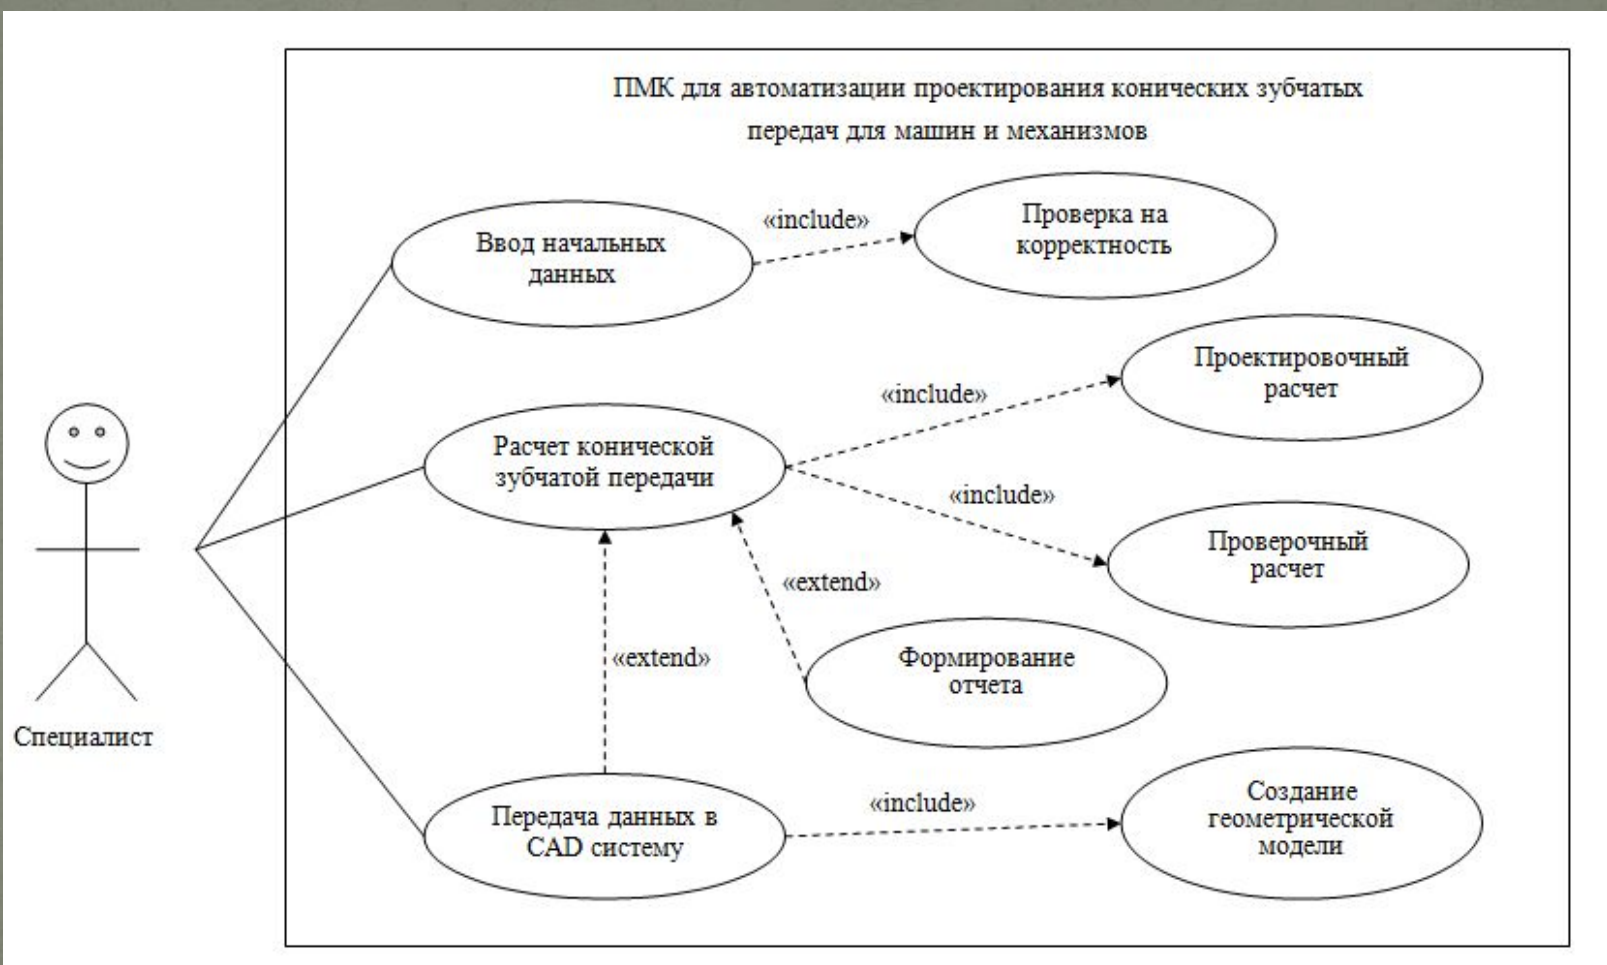 ПМК для автоматизации проектирования конических зубчатых
передач для машин и механизмов
Ввод начальных
данных
«include»
Проверка на
корректность
Расчет конической
зубчатой передачи
«include»
Проектировочный
расчет
«include»
Проверочный
расчет
«extend»
Формирование
отчета
«extend»
Специалист
Передача данных в
CAD систему
«include»
Создание
геометрической
модели